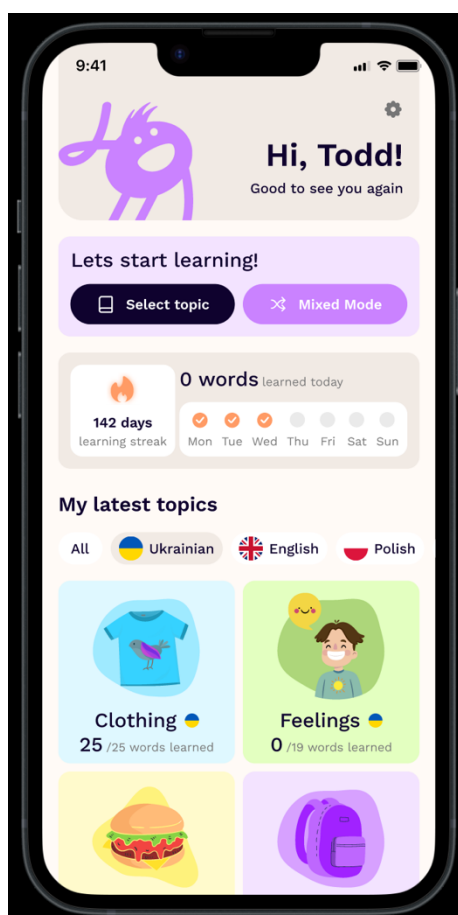 9:41
Hi, Todd!
Good to see you again
Lets start learning!
Select topic
Mixed Mode
0 words learned today
142 days
learning streak
Mon Tue Wed Thu Fri Sat Sun
My latest topics
All Ukrainian English Polish
Clothing
25 /25 words learned
Feelings
0 /19 words learned